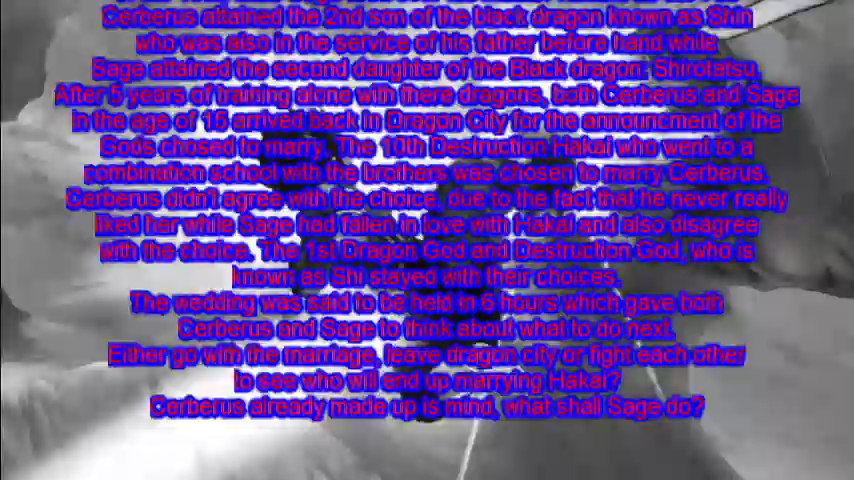 Cerberus attained the 2nd son of the black dragon known as Shin
who was also in the service of his father before hand while
Sage attained the second daughter of the Black dragon: Shirotatsu.
After 5 years of training alone with there dragons, both Cerberus and Sage
in the age of 15 arrived back in Dragon City for the announcment of the
Gods chosed to marry. The 10th Destruction Hakai who went to a
combination school with the brothers was chosen to marry Cerberus.
Cerberus didn't agree with the choice, due to the fact that he never really
liked her while Sage had fallen in love with Hakai and also disagree
with the choice. The 1st Dragon God and Destruction God, who is
known as Shi stayed with their choices.
The wedding was said to be held in 6 hours which gave both
Cerberus and Sage to think about what to do next.
Either go with the marriage, leave dragon city or fight each other
to see who will end up marrying Hakai?
Cerberus already made up is mind, what shall Sage do?